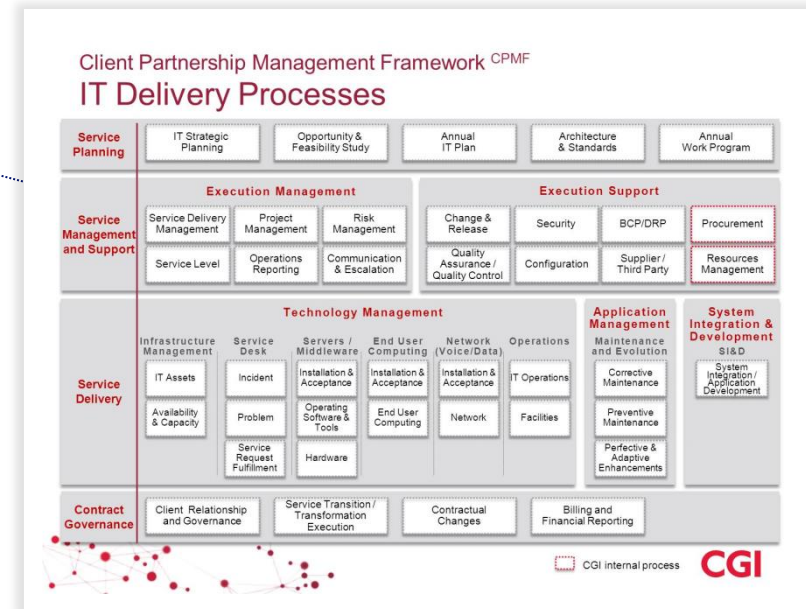 Client Partnership Management Framework CPMF
IT Delivery Processes
Service
Planning
IT Strategic
Planning
Opportunity &
Feasibility Study
Annual
IT Plan
Architecture
& Standards
Annual
Work Program
Service
Management
and Support
Execution Management
Service Delivery
Management
Project
Management
Risk
Management
Service Level
Operations
Reporting
Communication
& Escalation
Execution Support
Change &
Release
Security
BCP/DRP
Procurement
Quality
Assurance /
Quality Control
Configuration
Supplier /
Third Party
Resources
Management
Service
Delivery
Technology Management
Infrastructure
Management
IT Assets
Availability
& Capacity
Service
Desk
Incident
Problem
Service
Request
Fulfillment
Servers /
Middleware
Installation &
Acceptance
Operating
Software &
Tools
Hardware
End User
Computing
Installation &
Acceptance
End User
Computing
Network
(Voice/Data)
Installation &
Acceptance
Network
Operations
IT Operations
Facilities
Application
Management
Maintenance
and Evolution
Corrective
Maintenance
Preventive
Maintenance
Perfective &
Adaptive
Enhancements
System
Integration &
Development
SI&D
System
Integration /
Application
Development
Contract
Governance
Client Relationship
and Governance
Service Transition /
Transformation
Execution
Contractual
Changes
Billing and
Financial Reporting
CGI internal process
CGI